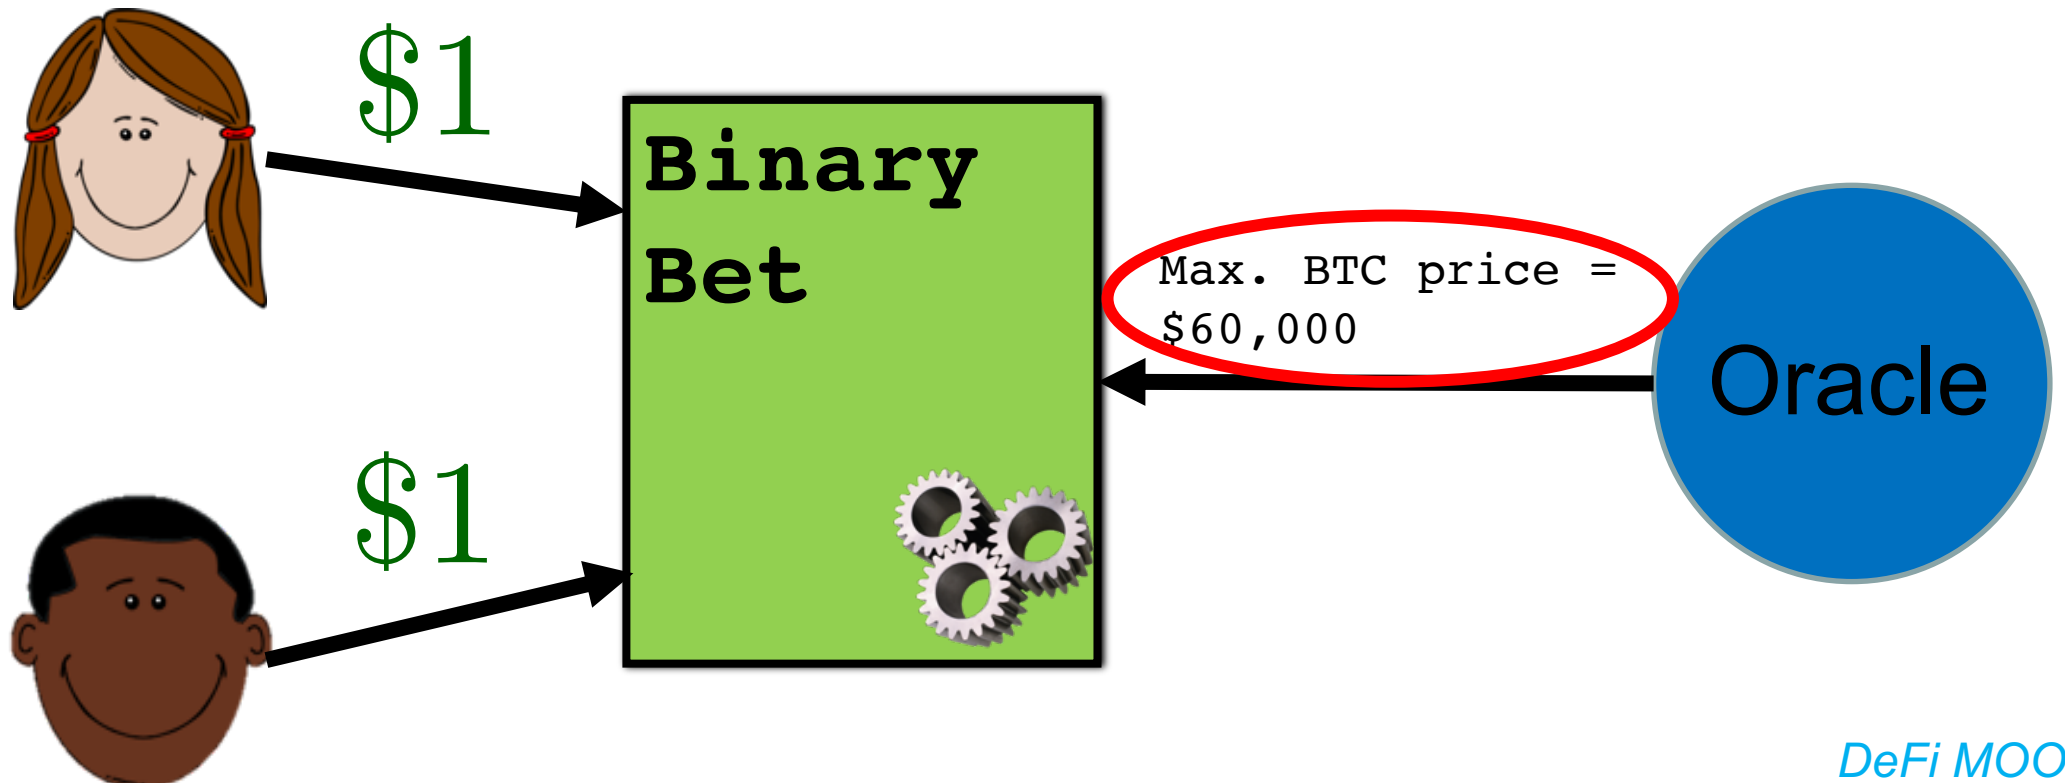 $1
Binary
Bet
Max. BTC price =
$60,000
Oracle
$1
DeFi MOO